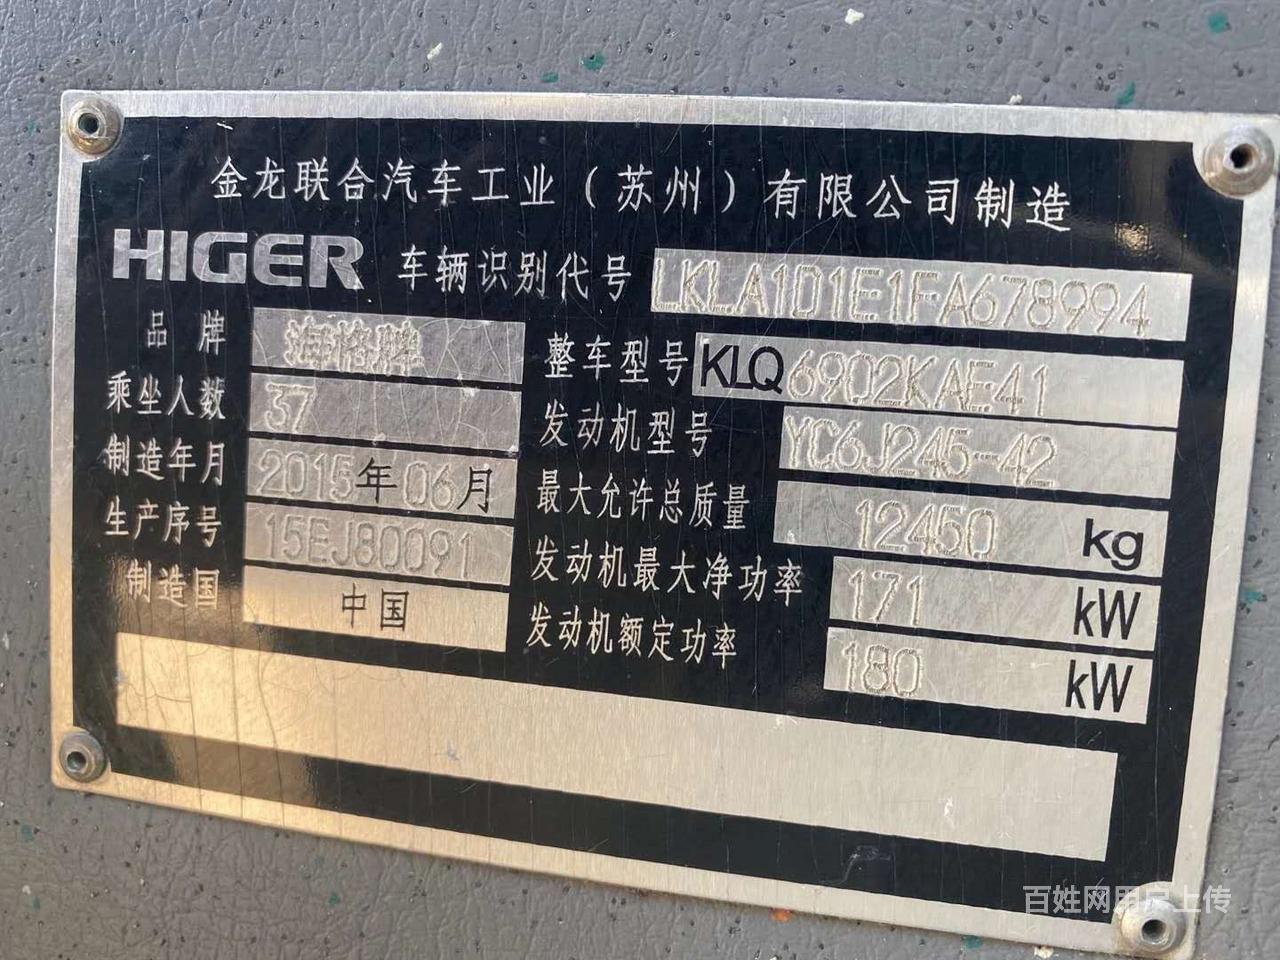 金龙联合汽车工业（苏州）有限公司制造
HIGER 车辆识别代号 LKLA1D1E1FA678994
品牌 海格牌
乘坐人数 37
制造年月 2015年06月
生产序号 15EJ80091
制造国 中国
整车型号 KLQ6902KAE41
发动机型号 YC6J245-42
最大允许总质量 12450 kg
发动机最大净功率 171 kW
发动机额定功率 180 kW
百姓网用户上传